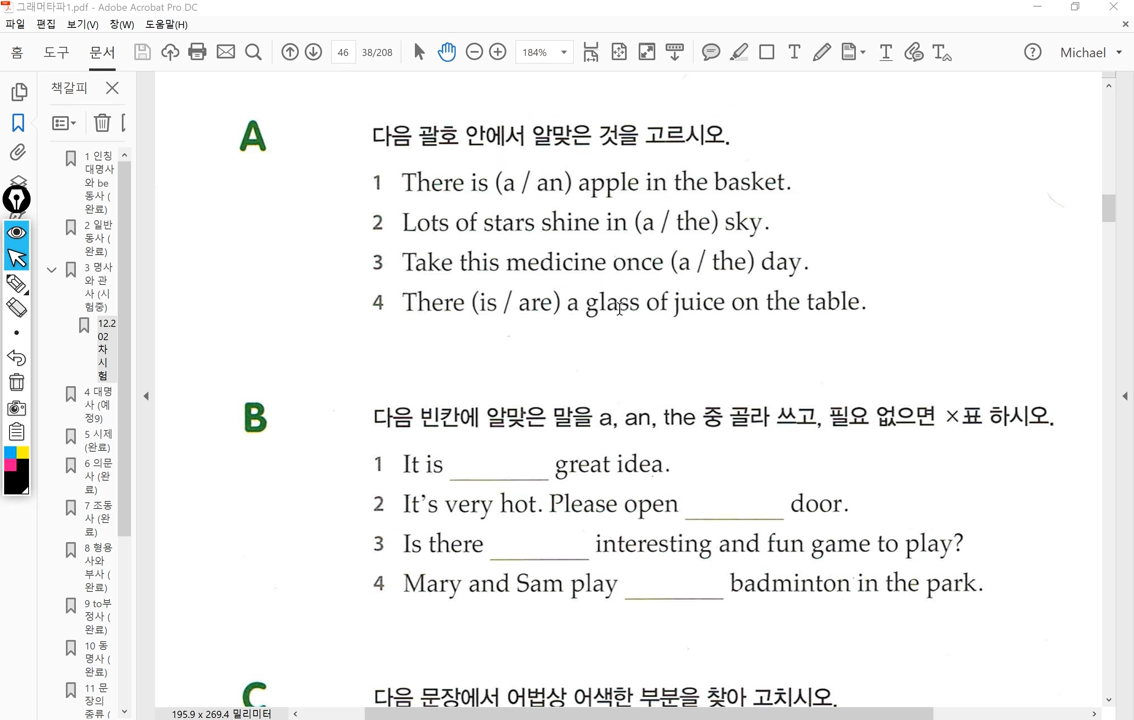 그래머타파1.pdf - Adobe Acrobat Pro DC
파일 편집 보기(V) 창(W) 도움말(H)
홈 도구 문서 46 38/208 184% Michael
책갈피
1 인칭
대명사
와 be
동사 (
완료)
2 일반
동사 (
완료)
3 명사
와 관
사 (시
험중)
12.2
02
차
시
험
4 대명
사 (예
정9)
5 시제
(완료)
6 의문
사 (완
료)
7 조동
사 (완
료)
8 형용
사와
부사 (
완료)
9 to부
정사 (
완료)
10 동
명사 (
완료)
11 문
장의
종류 (
A 다음 괄호 안에서 알맞은 것을 고르시오.
1 There is (a / an) apple in the basket.
2 Lots of stars shine in (a / the) sky.
3 Take this medicine once (a / the) day.
4 There (is / are) a glass of juice on the table.
B 다음 빈칸에 알맞은 말을 a, an, the 중 골라 쓰고, 필요 없으면 ×표 하시오.
1 It is ________ great idea.
2 It's very hot. Please open ________ door.
3 Is there ________ interesting and fun game to play?
4 Mary and Sam play ________ badminton in the park.
C 다음 문장에서 어법상 어색한 부분을 찾아 고치시오.
195.9 x 269.4 밀리미터